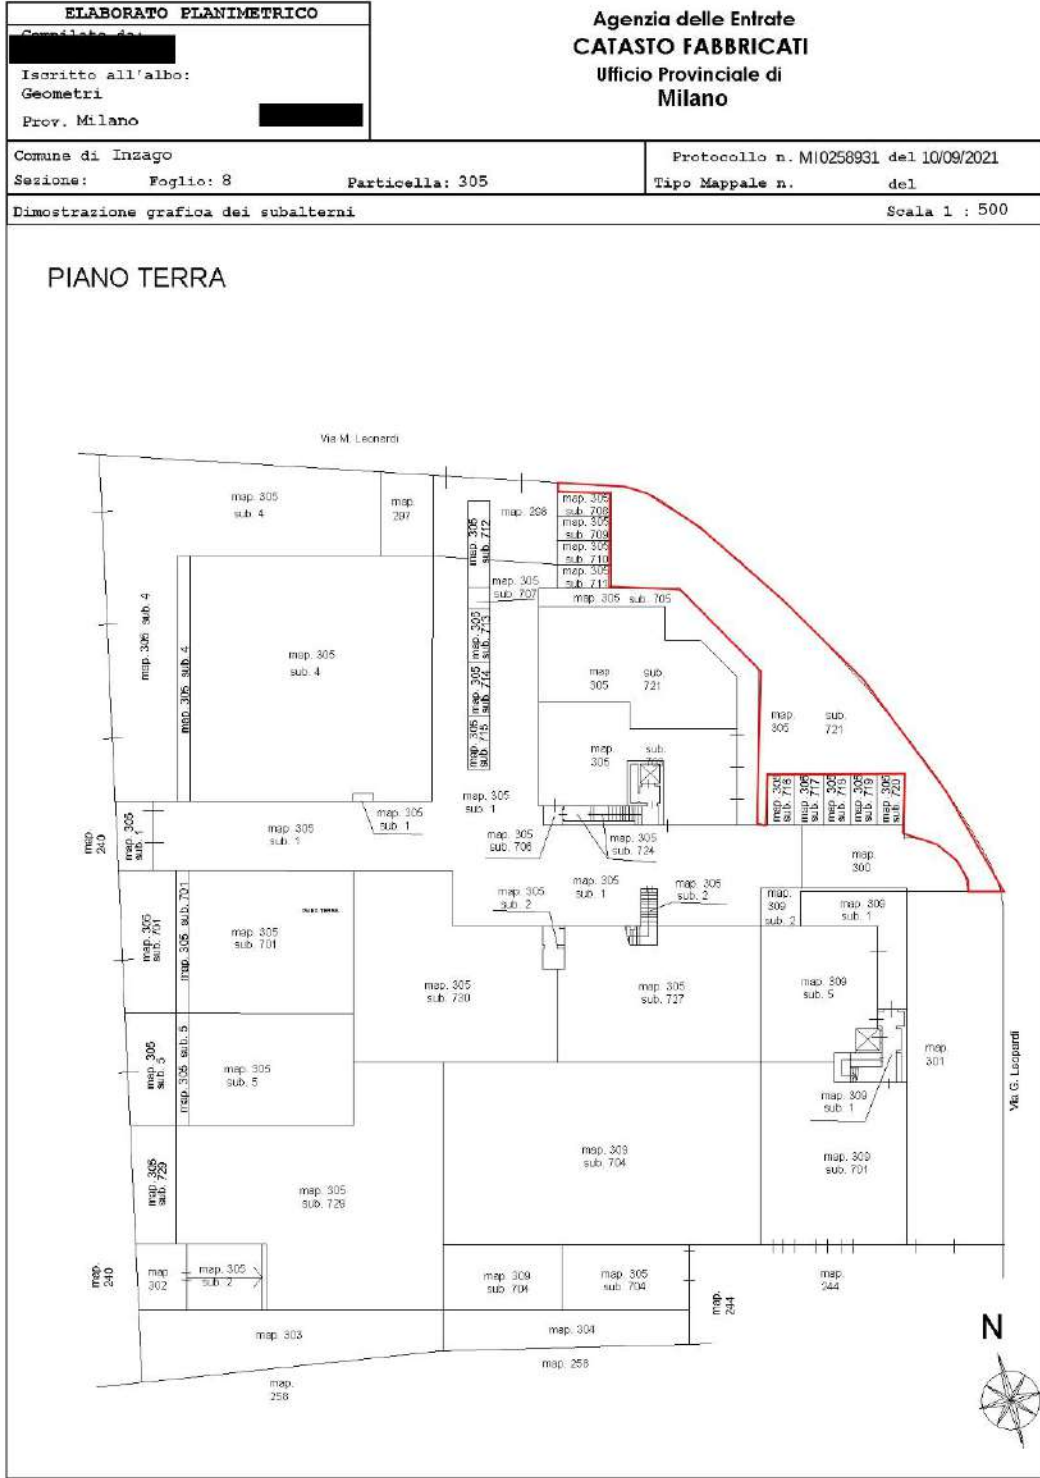 ELABORATO PLANIMETRICO
Compilato da:
Iscritto all'albo:
Geometri
Prov. Milano
Agenzia delle Entrate
CATASTO FABBRICATI
Ufficio Provinciale di
Milano
Comune di Inzago
Sezione: Foglio: 8 Particella: 305
Protocollo n. MI0258931 del 10/09/2021
Tipo Mappale n. del
Dimostrazione grafica dei subalterni
Scala 1 : 500
PIANO TERRA
Via M. Leonardi
map. 305
sub. 4
map.
297
map. 305
sub. 712
map. 298
map. 305
sub. 708
map. 305
sub. 709
map. 305
sub. 710
map. 305
sub. 711
map. 305
sub. 707
map. 305 sub. 705
map. 305 sub. 4
map. 305 sub. 4
map. 305
sub. 4
map. 305
sub. 713
map. 305
sub. 714
map. 305
sub. 715
map. sub.
305 721
map. sub.
305 721
map. sub.
305
map. 305
sub. 716
map. 305
sub. 717
map. 305
sub. 718
map. 305
sub. 719
map. 305
sub. 720
map. 305
sub. 1
map. 305
sub. 1
map. 305
sub. 1
map. 305
sub. 1
map.
240
map. 305
sub. 706
map. 305
sub. 724
map.
300
map. 305
sub. 2
map. 305
sub. 1
map. 305
sub. 2
map.
309
sub. 2
map. 309
sub. 1
map. 305
sub. 701
map. 305 sub. 701
PIANO TERRA
map. 305
sub. 701
map. 305
sub. 730
map. 305
sub. 727
map. 309
sub. 5
map. 305
sub. 5
map. 305 sub. 5
map. 305
sub. 5
map.
301
Via G. Leopardi
map. 309
sub. 1
map. 305
sub. 729
map. 305
sub. 729
map. 309
sub. 704
map. 309
sub. 701
map.
240
map.
302
map. 305
sub. 2
map. 309
sub. 704
map. 305
sub. 704
map.
244
map.
244
map. 303
map. 304
map. 258
map.
258
N